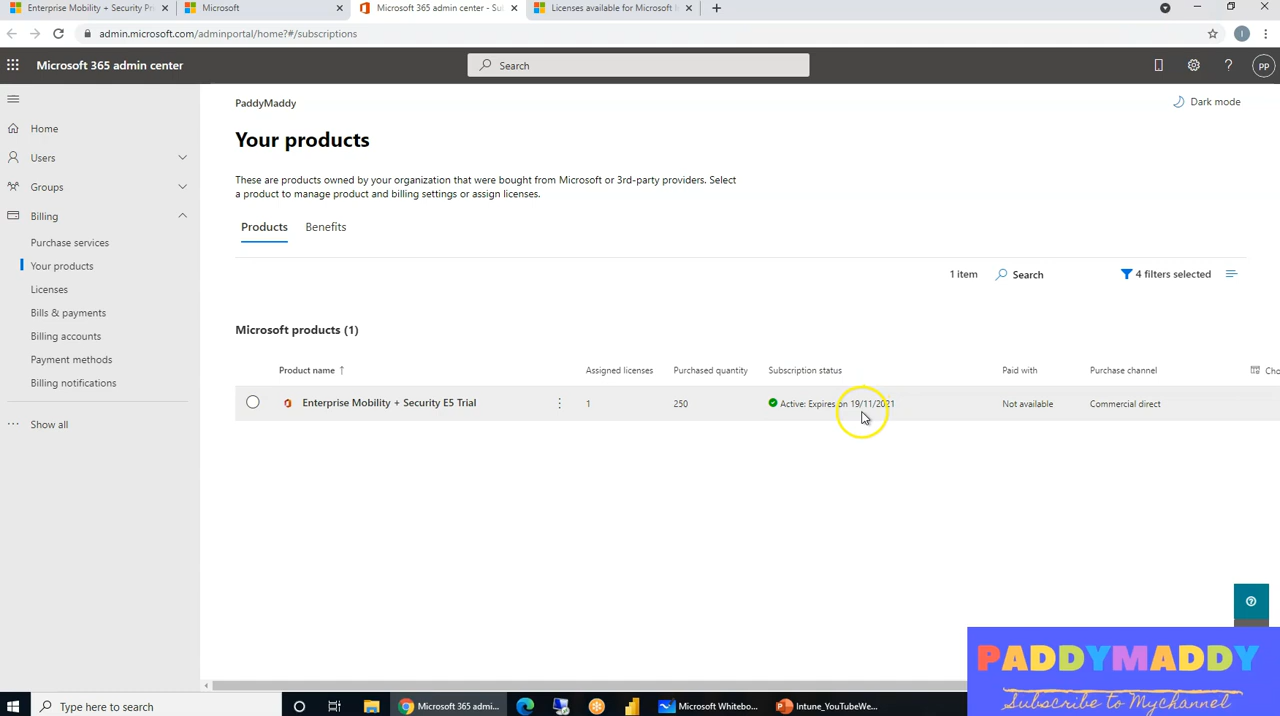 Enterprise Mobility + Security Pr
Microsoft
Microsoft 365 admin center - Su
Licenses available for Microsoft I
admin.microsoft.com/adminportal/home?#/subscriptions
I
Microsoft 365 admin center
Search
PP
PaddyMaddy
Dark mode
Home
Your products
Users
These are products owned by your organization that were bought from Microsoft or 3rd-party providers. Select
a product to manage product and billing settings or assign licenses.
Groups
Billing
Products
Benefits
Purchase services
Your products
1 item
Search
4 filters selected
Licenses
Bills & payments
Microsoft products (1)
Billing accounts
Payment methods
Product name ↑
Assigned licenses
Purchased quantity
Subscription status
Paid with
Purchase channel
Cho
Billing notifications
Enterprise Mobility + Security E5 Trial
1
250
Active: Expires on 19/11/2021
Not available
Commercial direct
Show all
PADDYMADDY
Subscribe to Mychannel
Type here to search
Microsoft 365 admi...
Microsoft Whitebo...
Intune_YouTubeWe...